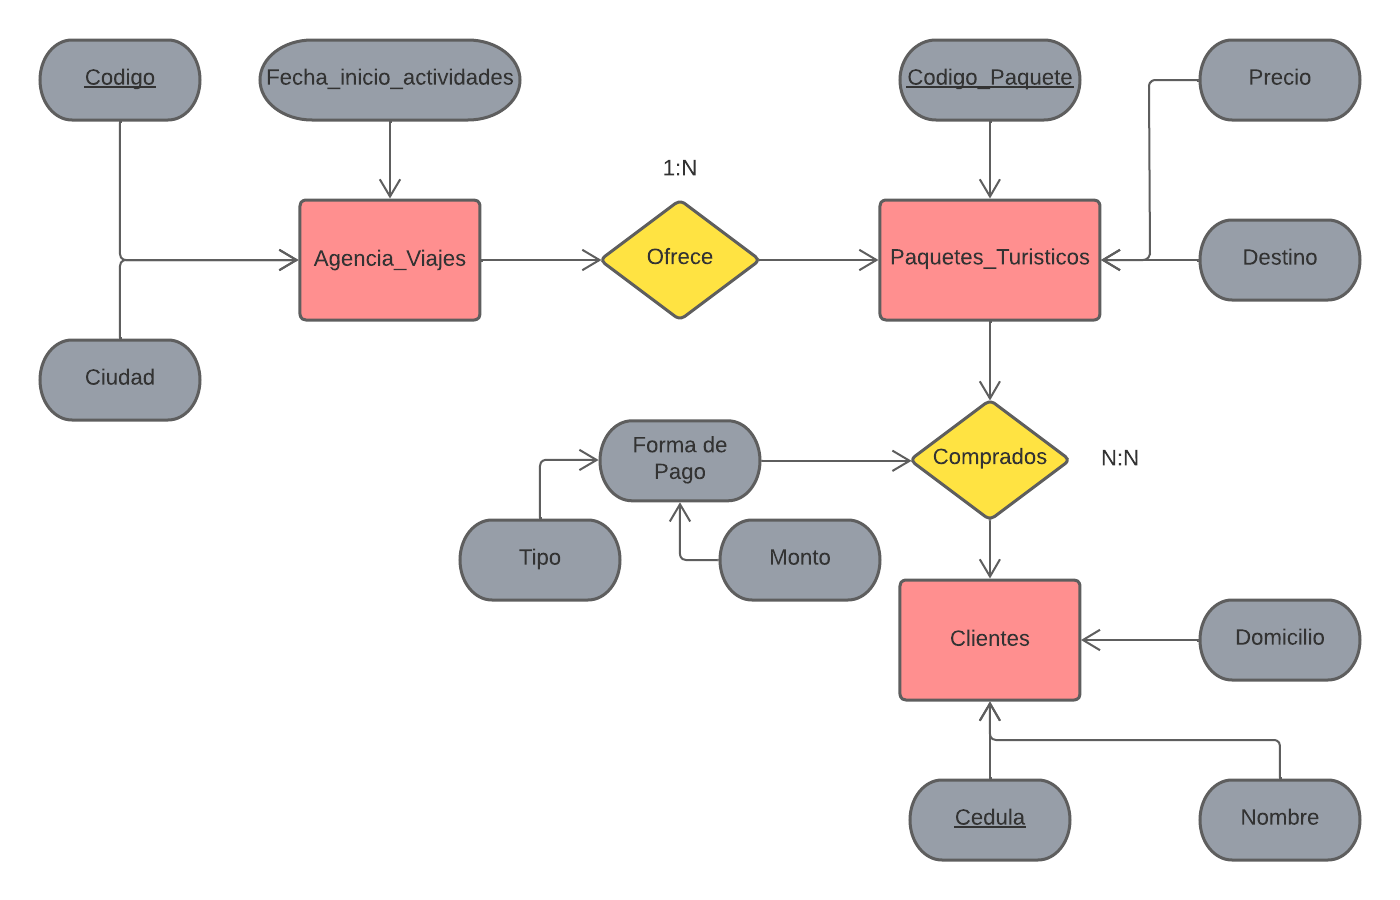 Codigo
Fecha_inicio_actividades
Codigo_Paquete
Precio
1:N
Agencia_Viajes
Ofrece
Paquetes_Turisticos
Destino
Ciudad
Forma de
Pago
Comprados
N:N
Tipo
Monto
Clientes
Domicilio
Cedula
Nombre